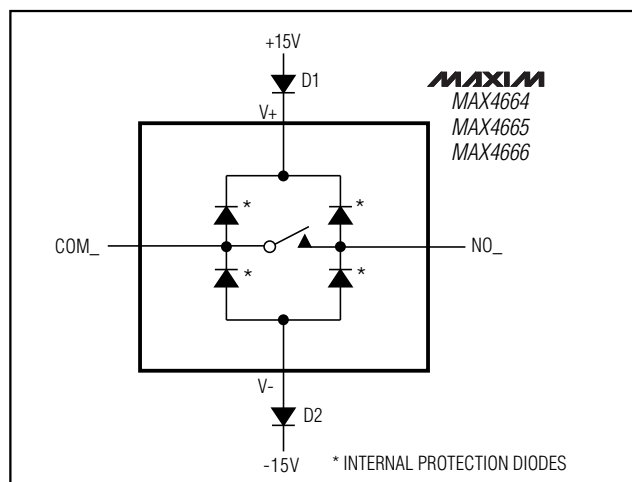 +15V
D1
MAXIM
V+
MAX4664
MAX4665
MAX4666
*
*
COM_
NO_
*
*
V-
D2
-15V
* INTERNAL PROTECTION DIODES